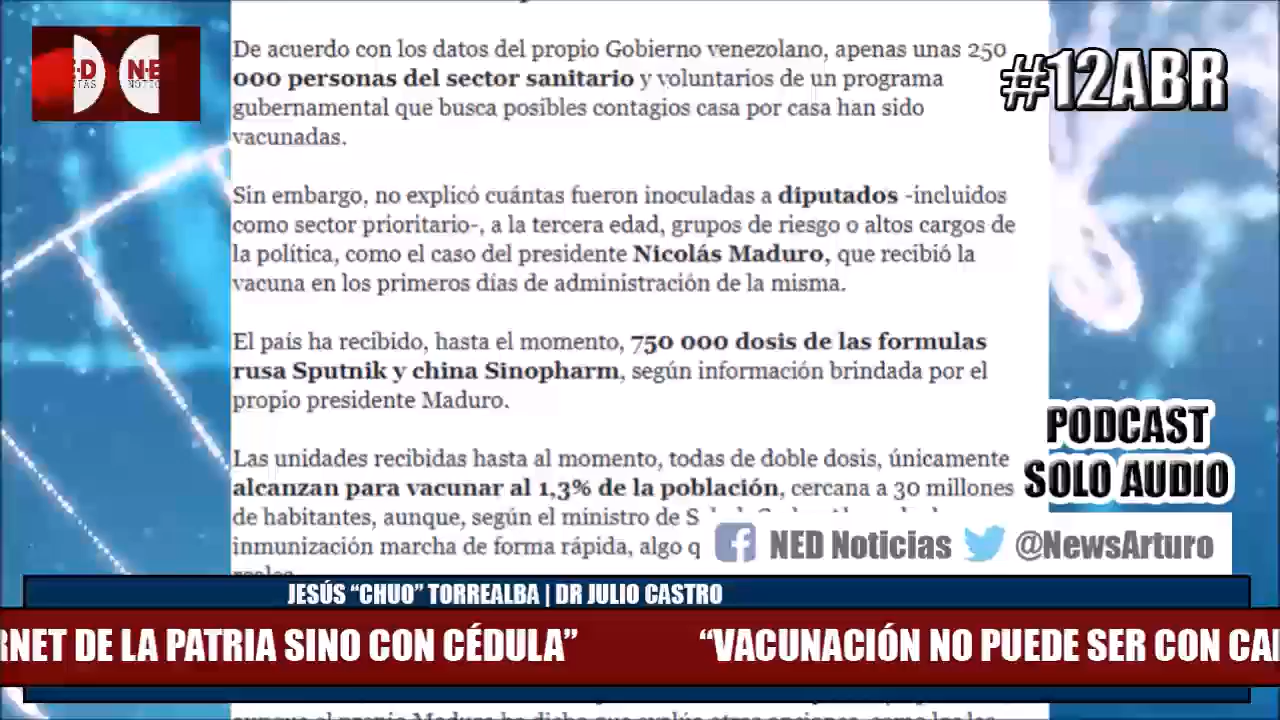 De acuerdo con los datos del propio Gobierno venezolano, apenas unas 250
000 personas del sector sanitario y voluntarios de un programa
gubernamental que busca posibles contagios casa por casa han sido
vacunadas.
Sin embargo, no explicó cuántas fueron inoculadas a diputados -incluidos
como sector prioritario-, a la tercera edad, grupos de riesgo o altos cargos de
la política, como el caso del presidente Nicolás Maduro, que recibió la
vacuna en los primeros días de administración de la misma.
El país ha recibido, hasta el momento, 750 000 dosis de las formulas
rusa Sputnik y china Sinopharm, según información brindada por el
propio presidente Maduro.
Las unidades recibidas hasta al momento, todas de doble dosis, únicamente
alcanzan para vacunar al 1,3% de la población, cercana a 30 millones
de habitantes, aunque, según el ministro de S
inmunización marcha de forma rápida, algo q
#12ABR
PODCAST
SOLO AUDIO
NED Noticias @NewsArturo
JESÚS “CHUO” TORREALBA | DR JULIO CASTRO
RNET DE LA PATRIA SINO CON CÉDULA” “VACUNACIÓN NO PUEDE SER CON CA